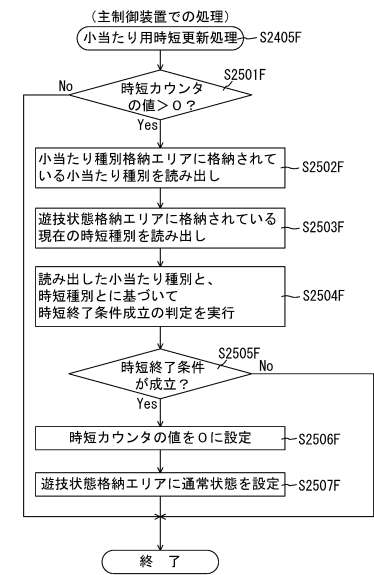 (主制御装置での処理)
小当たり用時短更新処理 S2405F
S2501F
No
時短カウンタ
の値>0?
Yes
小当たり種別格納エリアに格納されて
いる小当たり種別を読み出し
S2502F
遊技状態格納エリアに格納されている
現在の時短種別を読み出し
S2503F
読み出した小当たり種別と、
時短種別とに基づいて
時短終了条件成立の判定を実行
S2504F
S2505F
時短終了条件
が成立?
No
Yes
時短カウンタの値を0に設定 S2506F
遊技状態格納エリアに通常状態を設定 S2507F
終 了